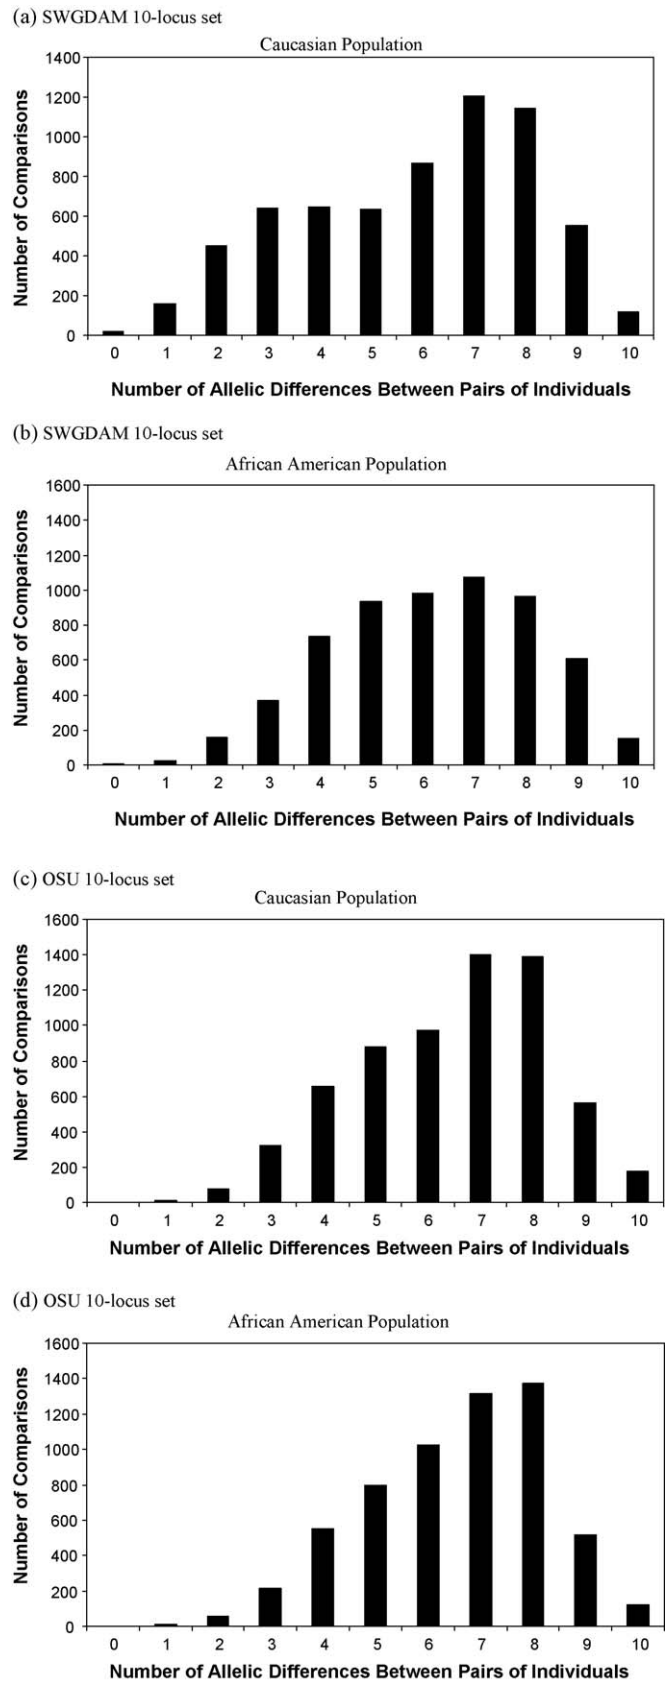 (a) SWGDAM 10-locus set
Caucasian Population
1400
1200
1000
800
600
400
200
0
Number of Comparisons
0 1 2 3 4 5 6 7 8 9 10
Number of Allelic Differences Between Pairs of Individuals
(b) SWGDAM 10-locus set
African American Population
1600
1400
1200
1000
800
600
400
200
0
Number of Comparisons
0 1 2 3 4 5 6 7 8 9 10
Number of Allelic Differences Between Pairs of Individuals
(c) OSU 10-locus set
Caucasian Population
1600
1400
1200
1000
800
600
400
200
0
Number of Comparisons
0 1 2 3 4 5 6 7 8 9 10
Number of Allelic Differences Between Pairs of Individuals
(d) OSU 10-locus set
African American Population
1600
1400
1200
1000
800
600
400
200
0
Number of Comparisons
0 1 2 3 4 5 6 7 8 9 10
Number of Allelic Differences Between Pairs of Individuals